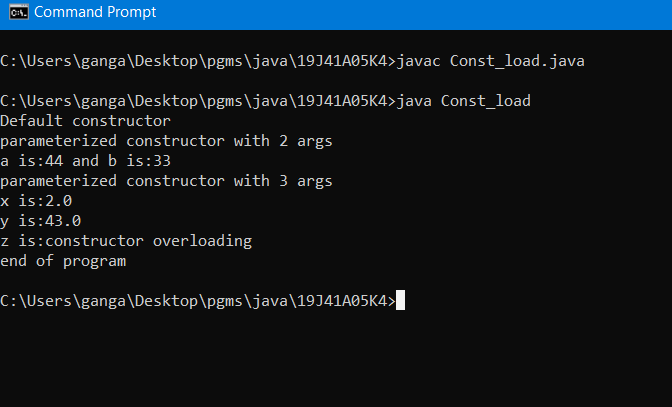 Command Prompt
C:\Users\ganga\Desktop\pgms\java\19J41A05K4>javac Const_load.java
C:\Users\ganga\Desktop\pgms\java\19J41A05K4>java Const_load
Default constructor
parameterized constructor with 2 args
a is:44 and b is:33
parameterized constructor with 3 args
x is:2.0
y is:43.0
z is:constructor overloading
end of program
C:\Users\ganga\Desktop\pgms\java\19J41A05K4>